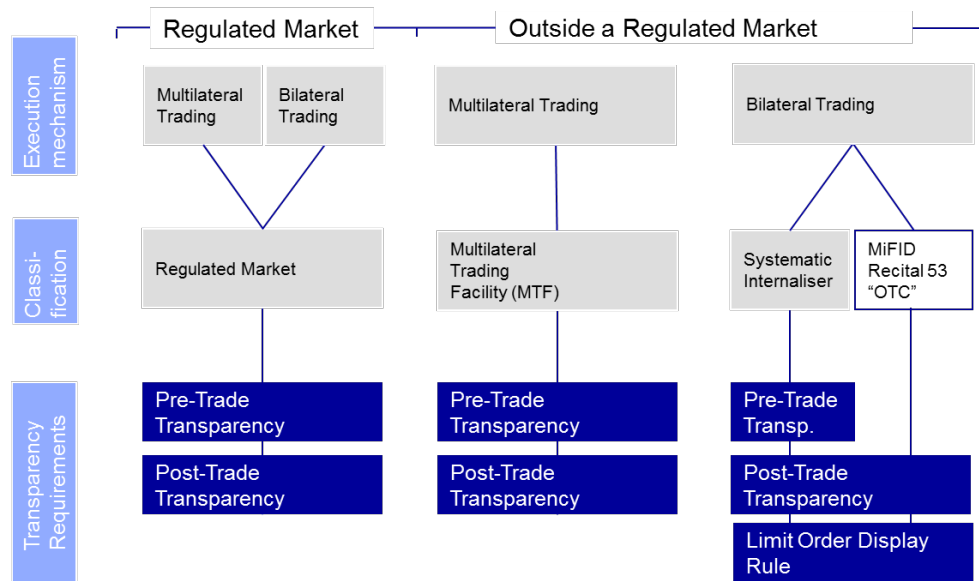 Regulated Market
Outside a Regulated Market
Execution
mechanism
Multilateral
Trading
Bilateral
Trading
Multilateral Trading
Bilateral Trading
Classi-
fication
Regulated Market
Multilateral
Trading
Facility (MTF)
Systematic
Internaliser
MiFID
Recital 53
“OTC”
Transparency
Requirements
Pre-Trade
Transparency
Pre-Trade
Transparency
Pre-Trade
Transp.
Post-Trade
Transparency
Post-Trade
Transparency
Post-Trade
Transparency
Limit Order Display
Rule